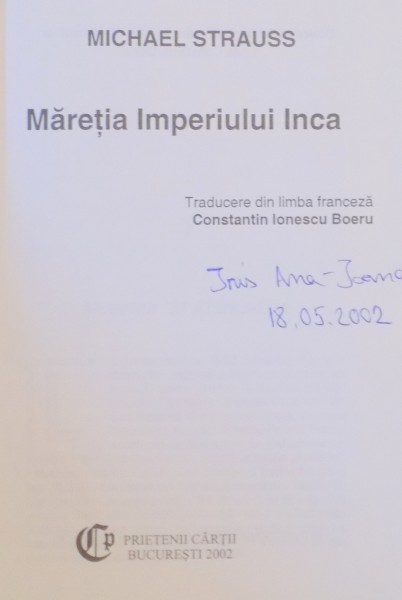 MICHAEL STRAUSS
Măreția Imperiului Inca
Traducere din limba franceză
Constantin Ionescu Boeru
Ana-Ioana
18.05.2002
PRIETENII CĂRȚII
BUCUREȘTI 2002